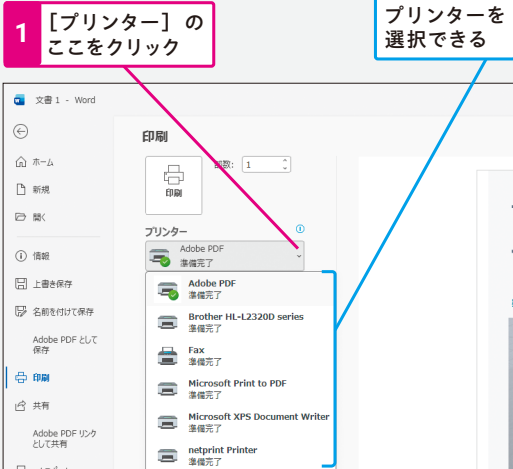 1
［プリンター］の
ここをクリック
プリンターを
選択できる
文書 1 - Word
印刷
部数: 1
印刷
ホーム
新規
開く
情報
上書き保存
名前を付けて保存
Adobe PDF として
保存
印刷
共有
Adobe PDF リンク
として共有
プリンター
Adobe PDF
準備完了
Adobe PDF
準備完了
Brother HL-L2320D series
準備完了
Fax
準備完了
Microsoft Print to PDF
準備完了
Microsoft XPS Document Writer
準備完了
netprint Printer
準備完了